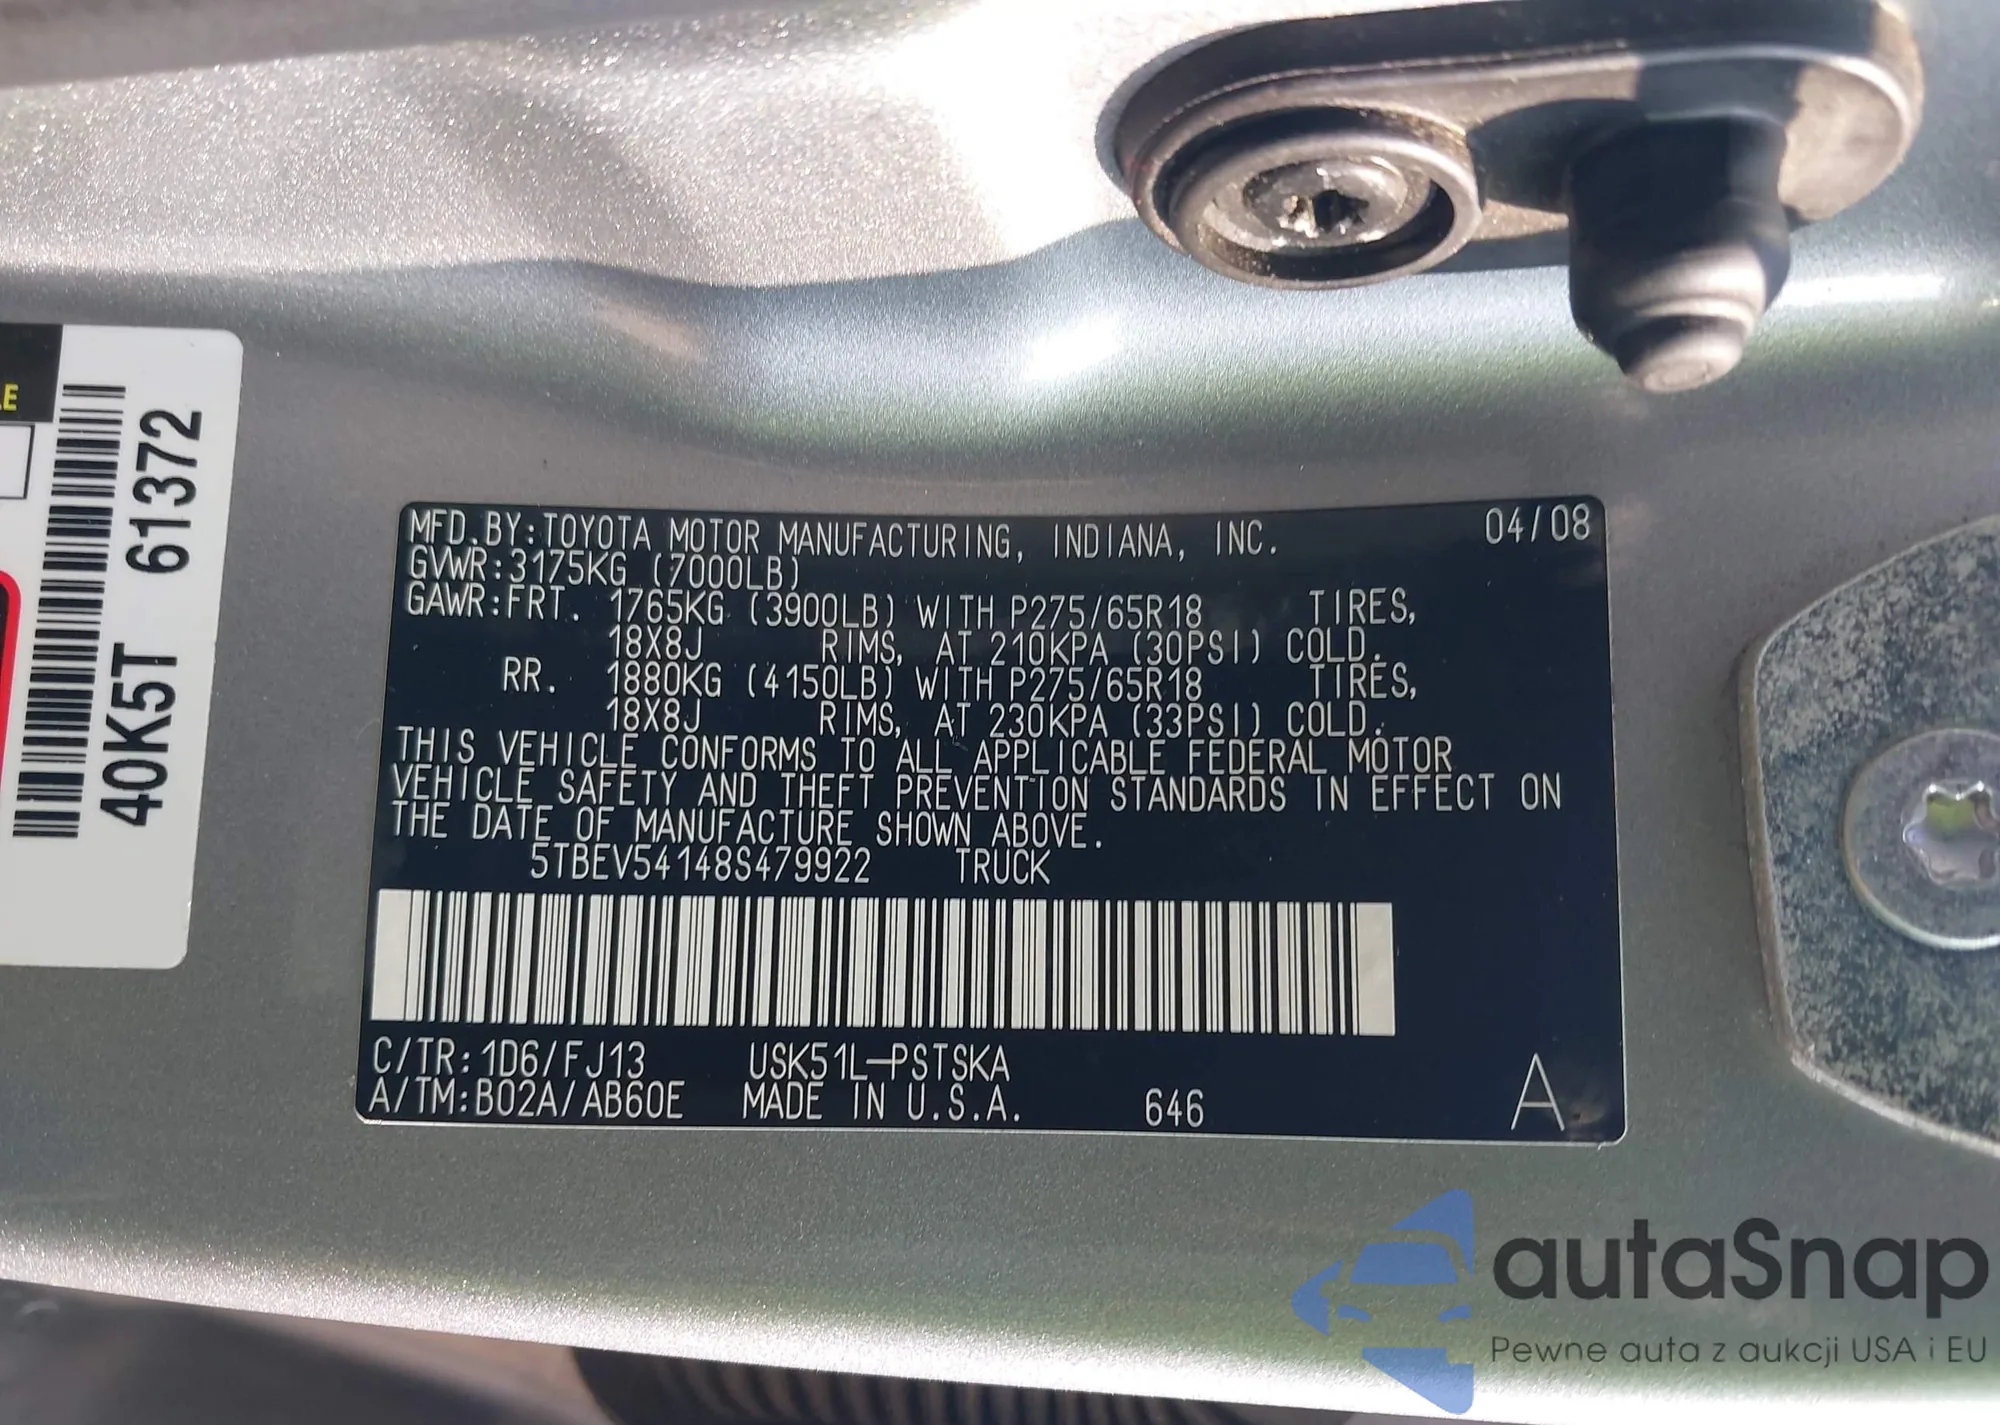 LE
40K5T 61372
MFD.BY:TOYOTA MOTOR MANUFACTURING, INDIANA, INC. 04/08
GVWR:3175KG (7000LB)
GAWR:FRT. 1765KG (3900LB) WITH P275/65R18 TIRES,
18X8J RIMS, AT 210KPA (30PSI) COLD.
RR. 1880KG (4150LB) WITH P275/65R18 TIRES,
18X8J RIMS, AT 230KPA (33PSI) COLD.
THIS VEHICLE CONFORMS TO ALL APPLICABLE FEDERAL MOTOR
VEHICLE SAFETY AND THEFT PREVENTION STANDARDS IN EFFECT ON
THE DATE OF MANUFACTURE SHOWN ABOVE.
5TBEV54148S479922 TRUCK
C/TR:1D6/FJ13 USK51L-PSTSKA
A/TM:B02A/AB60E MADE IN U.S.A. 646 A
autaSnap
Pewne auta z aukcji USA i EU